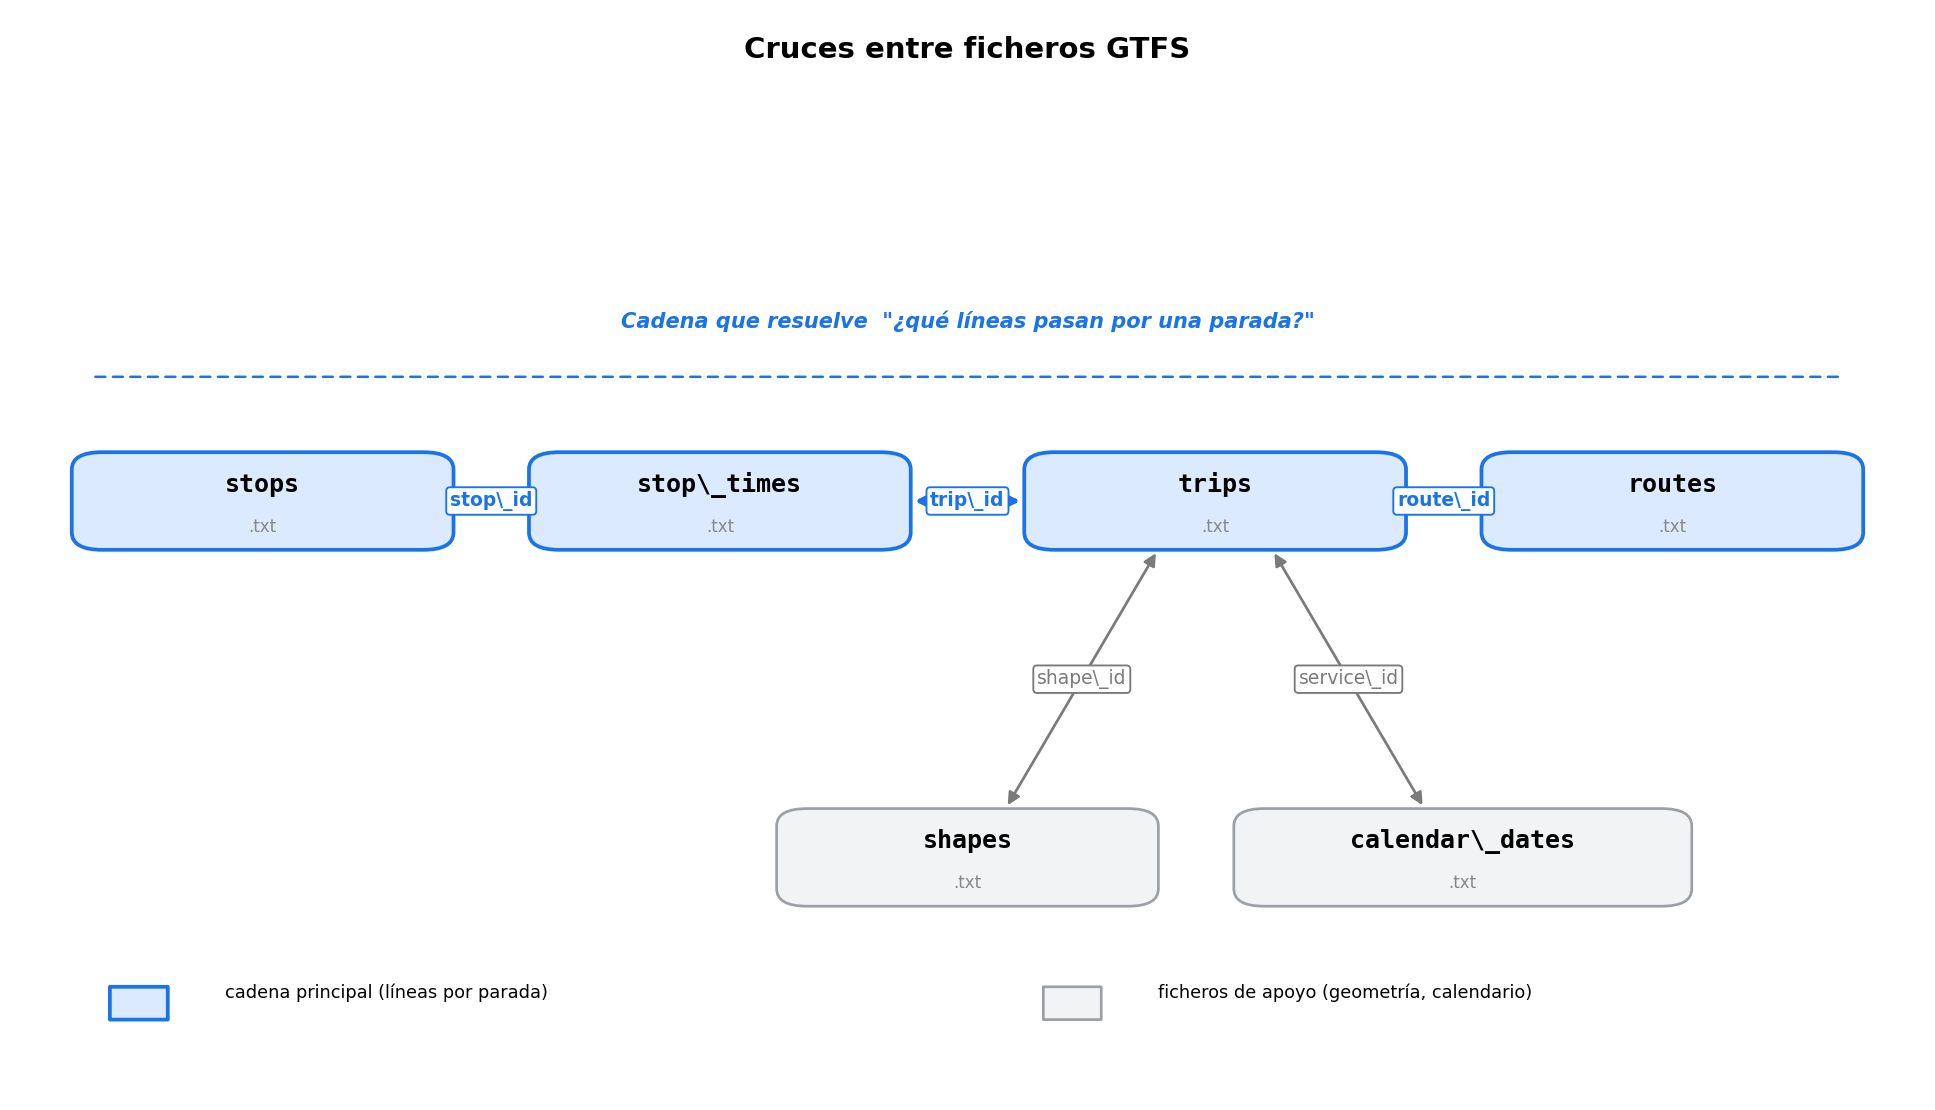 Cruces entre ficheros GTFS
Cadena que resuelve  "¿qué líneas pasan por una parada?"
stops
.txt
stop\_id
stop\_times
.txt
trip\_id
trips
.txt
route\_id
routes
.txt
shape\_id
service\_id
shapes
.txt
calendar\_dates
.txt
cadena principal (líneas por parada)
ficheros de apoyo (geometría, calendario)